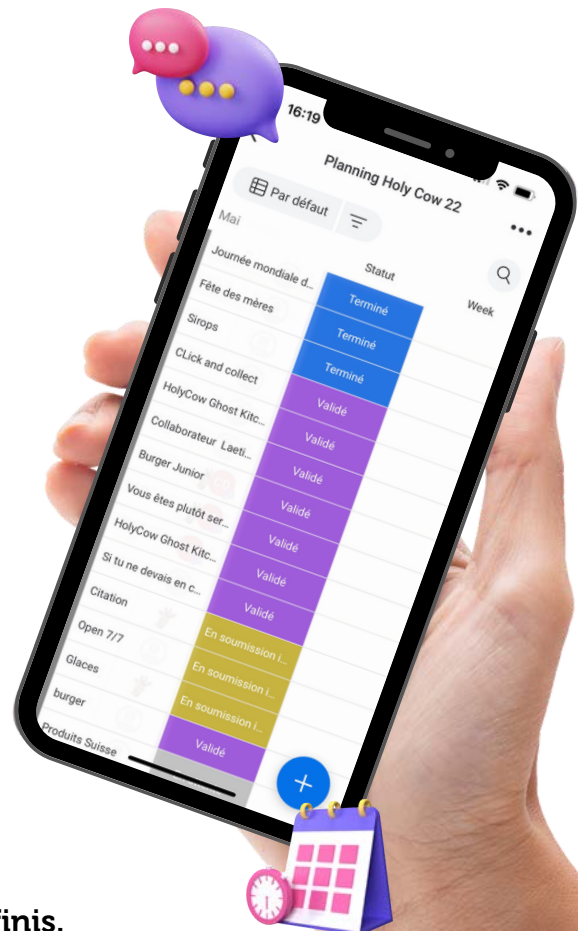 16:19
Planning Holy Cow 22
Par défaut
Mai
Statut
Week
Journée mondiale d... Terminé
Fête des mères Terminé
Sirops Terminé
CLick and collect Validé
HolyCow Ghost Kitc... Validé
Collaborateur Laeti... Validé
Burger Junior Validé
Vous êtes plutôt ser... Validé
HolyCow Ghost Kitc... Validé
Si tu ne devais en c... Validé
Citation En soumission i...
Open 7/7 En soumission i...
Glaces En soumission i...
burger Validé
Produits Suisse
finis.